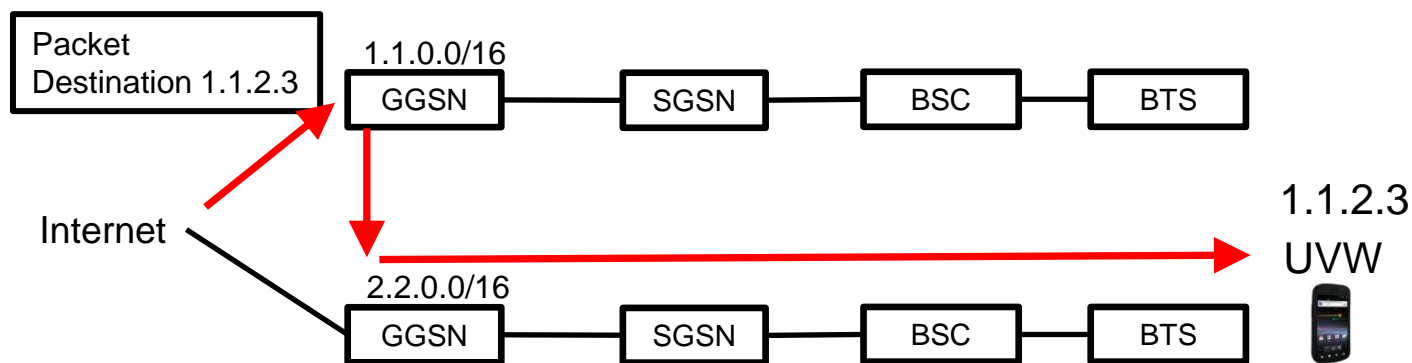 Packet
Destination 1.1.2.3
1.1.0.0/16
GGSN
SGSN
BSC
BTS
Internet
1.1.2.3
UVW
2.2.0.0/16
GGSN
SGSN
BSC
BTS